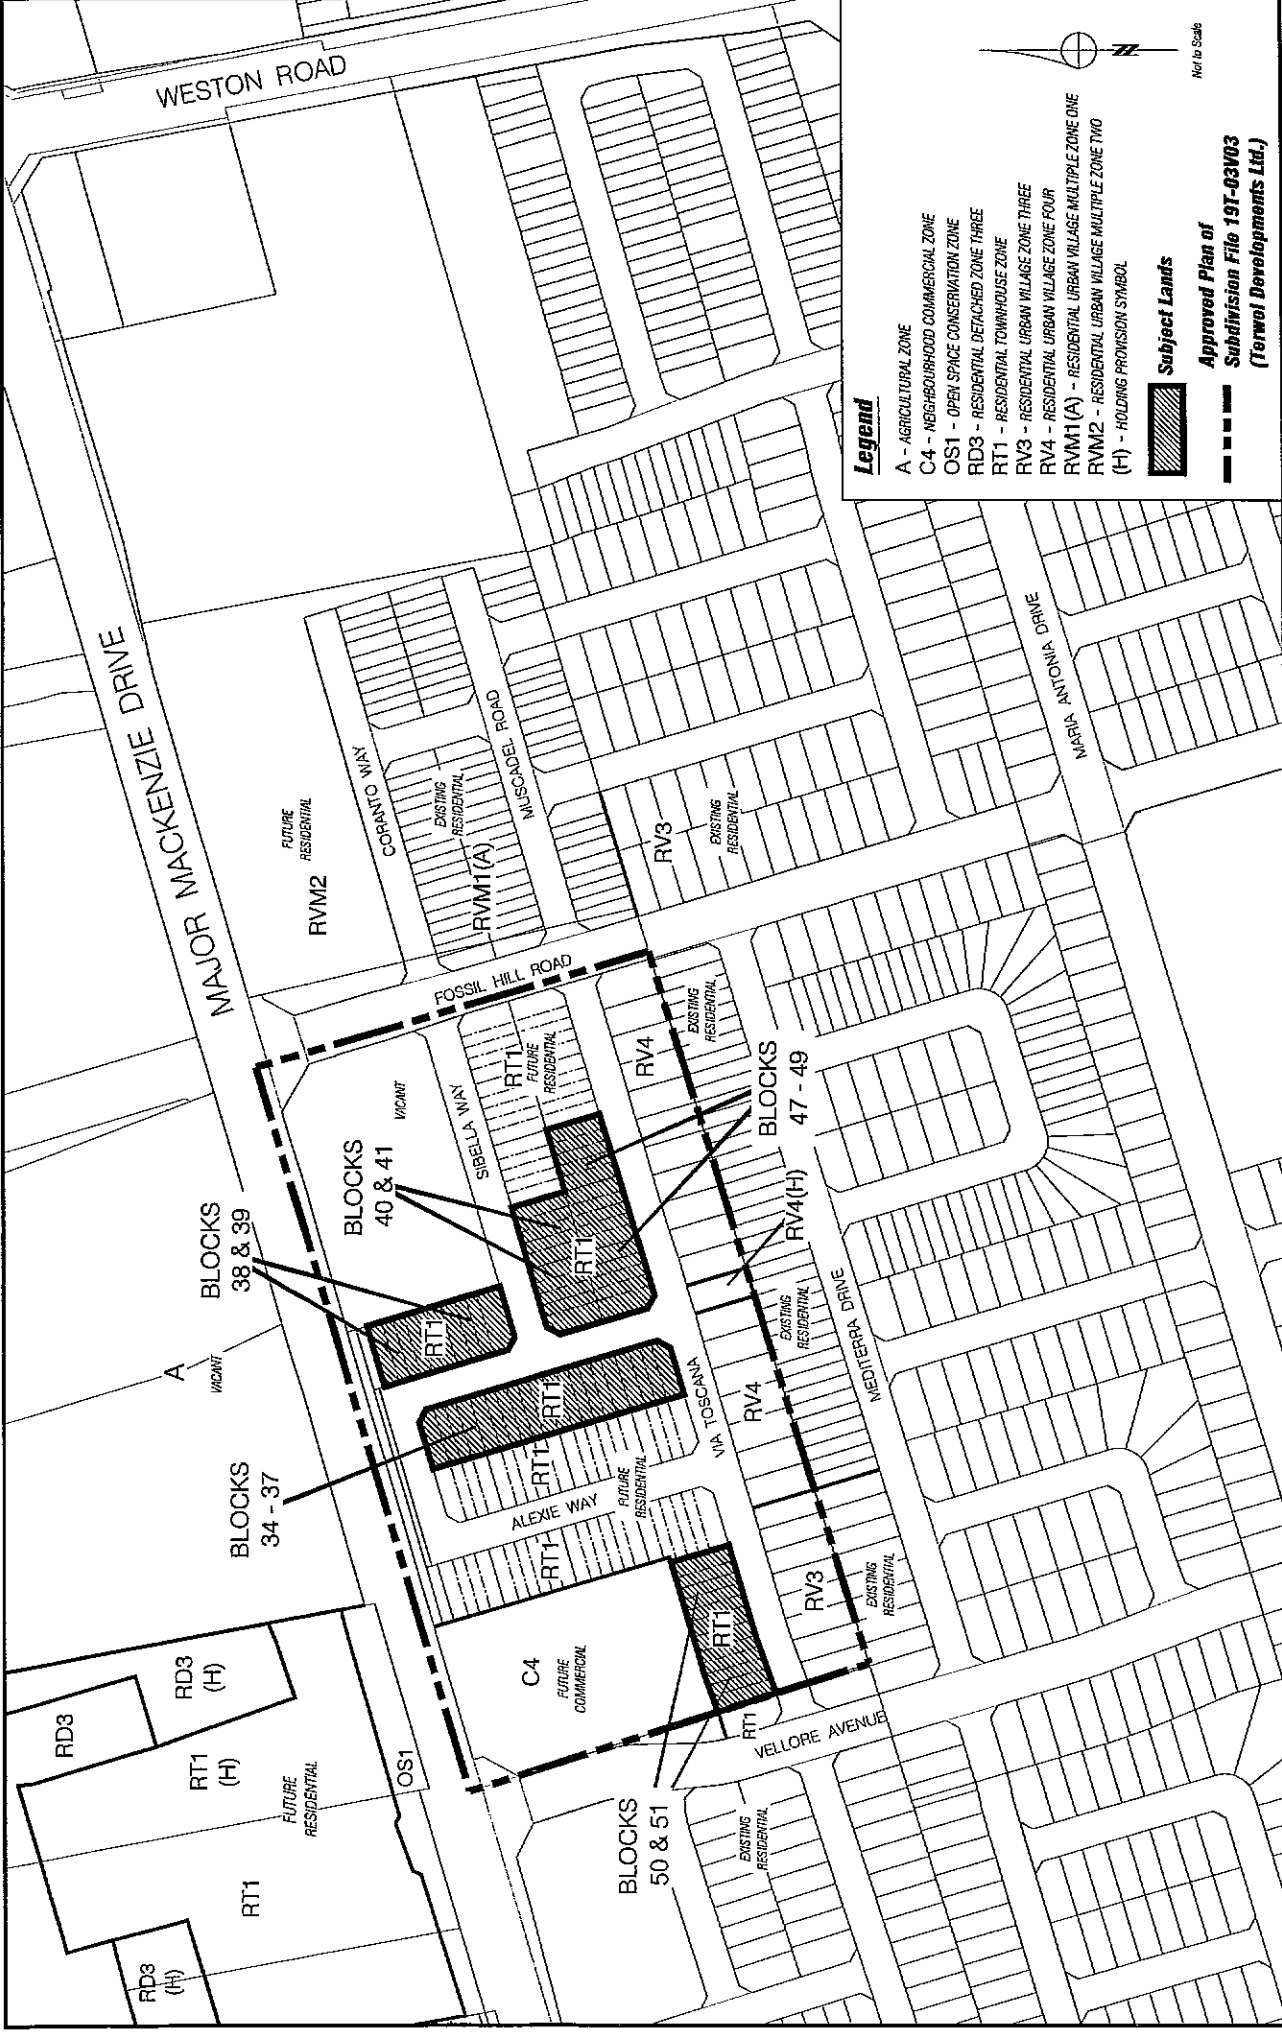 WESTON ROAD
MAJOR MACKENZIE DRIVE
FUTURE
RESIDENTIAL
RVM2
CORANTO WAY
EXISTING
RESIDENTIAL
RVM1(A)
MUSCADEL ROAD
RV3
EXISTING
RESIDENTIAL
MARIA ANTONIA DRIVE
FOSSIL HILL ROAD
VACANT
SIBELLA WAY
RT1
FUTURE
RESIDENTIAL
RV4
EXISTING
RESIDENTIAL
BLOCKS
38 & 39
BLOCKS
40 & 41
BLOCKS
47 - 49
RV4(H)
A
VACANT
RT1
RT1
RT1
BLOCKS
34 - 37
RT1
ALEXIE WAY
FUTURE
RESIDENTIAL
RT1
VIA TOSCANA
RV4
EXISTING
RESIDENTIAL
MEDITERRA DRIVE
RD3
RD3
(H)
RT1
(H)
FUTURE
RESIDENTIAL
OS1
RT1
RD3
(H)
C4
FUTURE
COMMERCIAL
RT1
RT1
RV3
EXISTING
RESIDENTIAL
VELLORE AVENUE
BLOCKS
50 & 51
EXISTING
RESIDENTIAL
Legend
A - AGRICULTURAL ZONE
C4 - NEIGHBOURHOOD COMMERCIAL ZONE
OS1 - OPEN SPACE CONSERVATION ZONE
RD3 - RESIDENTIAL DETACHED ZONE THREE
RT1 - RESIDENTIAL TOWNHOUSE ZONE
RV3 - RESIDENTIAL URBAN VILLAGE ZONE THREE
RV4 - RESIDENTIAL URBAN VILLAGE ZONE FOUR
RVM1(A) - RESIDENTIAL URBAN VILLAGE MULTIPLE ZONE ONE
RVM2 - RESIDENTIAL URBAN VILLAGE MULTIPLE ZONE TWO
(H) - HOLDING PROVISION SYMBOL
Subject Lands
Approved Plan of
Subdivision File 19T-03V03
(Terwol Developments Ltd.)
N
Not to Scale